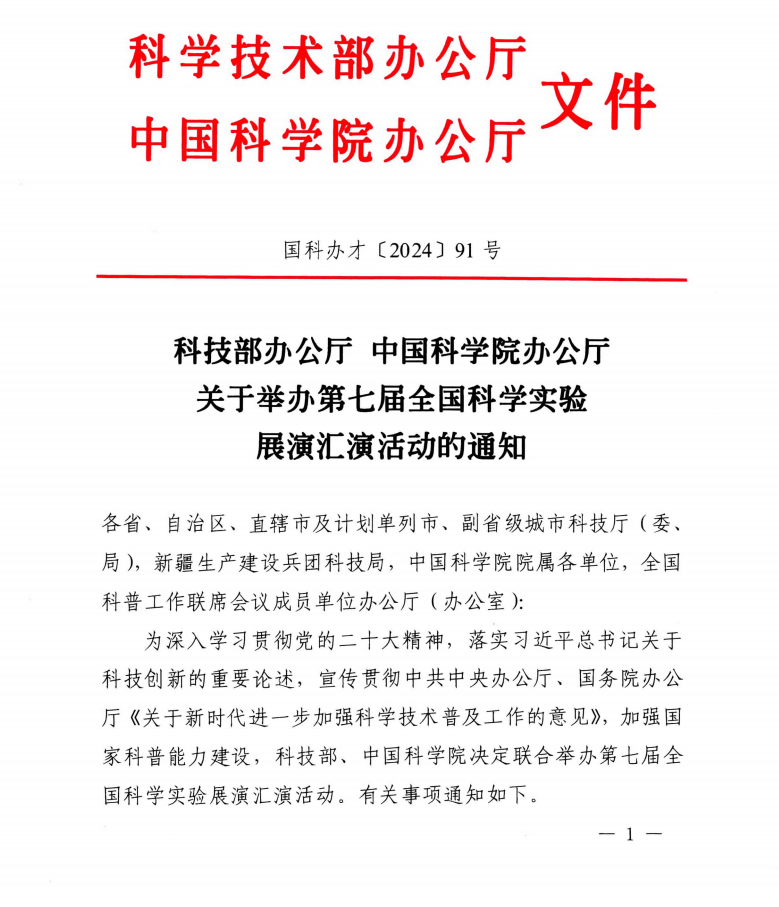 科学技术部办公厅
中国科学院办公厅
文件
国科办才〔2024〕91 号
科技部办公厅 中国科学院办公厅
关于举办第七届全国科学实验
展演汇演活动的通知
各省、自治区、直辖市及计划单列市、副省级城市科技厅（委、
局），新疆生产建设兵团科技局，中国科学院院属各单位，全国
科普工作联席会议成员单位办公厅（办公室）：
为深入学习贯彻党的二十大精神，落实习近平总书记关于
科技创新的重要论述，宣传贯彻中共中央办公厅、国务院办公
厅《关于新时代进一步加强科学技术普及工作的意见》，加强国
家科普能力建设，科技部、中国科学院决定联合举办第七届全
国科学实验展演汇演活动。有关事项通知如下。
— 1 —